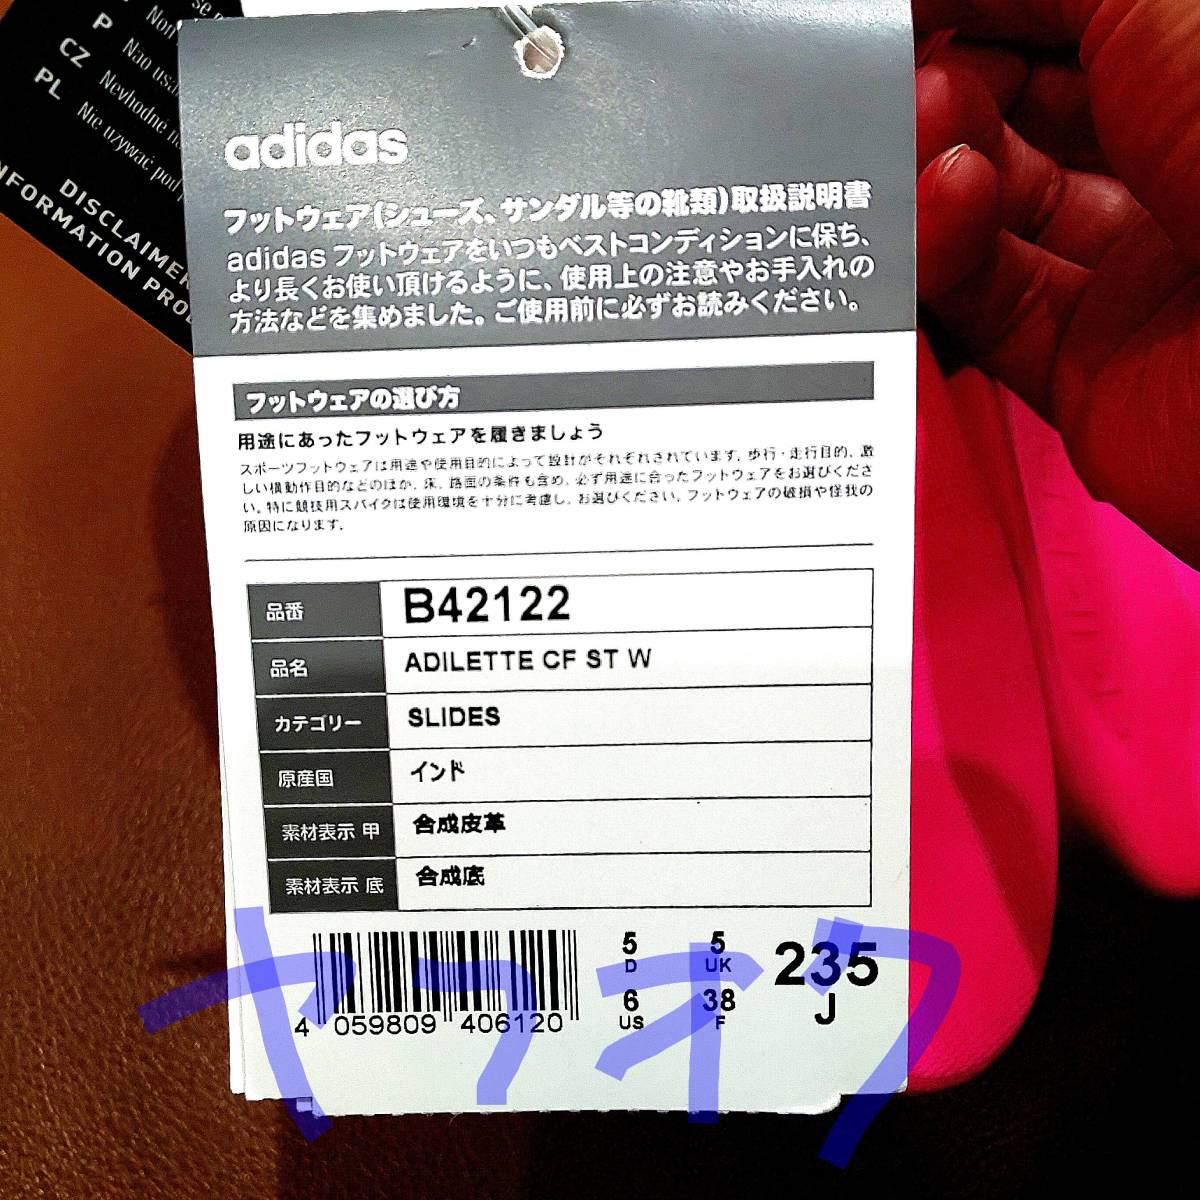 P Não usar
CZ Nevhodne
PL Nie używać pod
DISCLAIMER
adidas
フットウェア(シューズ、サンダル等の靴類)取扱説明書
adidas フットウェアをいつもベストコンディションに保ち、
より長くお使い頂けるように、使用上の注意やお手入れの
方法などを集めました。ご使用前に必ずお読みください。
フットウェアの選び方
用途にあったフットウェアを履きましょう
スポーツフットウェアは用途や使用目的によって設計がそれぞれされています。歩行・走行目的、激
しい横動作目的などのほか、床、路面の条件も含め、必ず用途に合ったフットウェアをお選びくださ
い。特に競技用スパイクは使用環境を十分に考慮し、お選びください。フットウェアの破損や怪我の
原因になります。
品番 B42122
品名 ADILETTE CF ST W
カテゴリー SLIDES
原産国 インド
素材表示 甲 合成皮革
素材表示 底 合成底
5 5 235
D UK
6 38 J
US F
4 059809 406120
ヤフオク